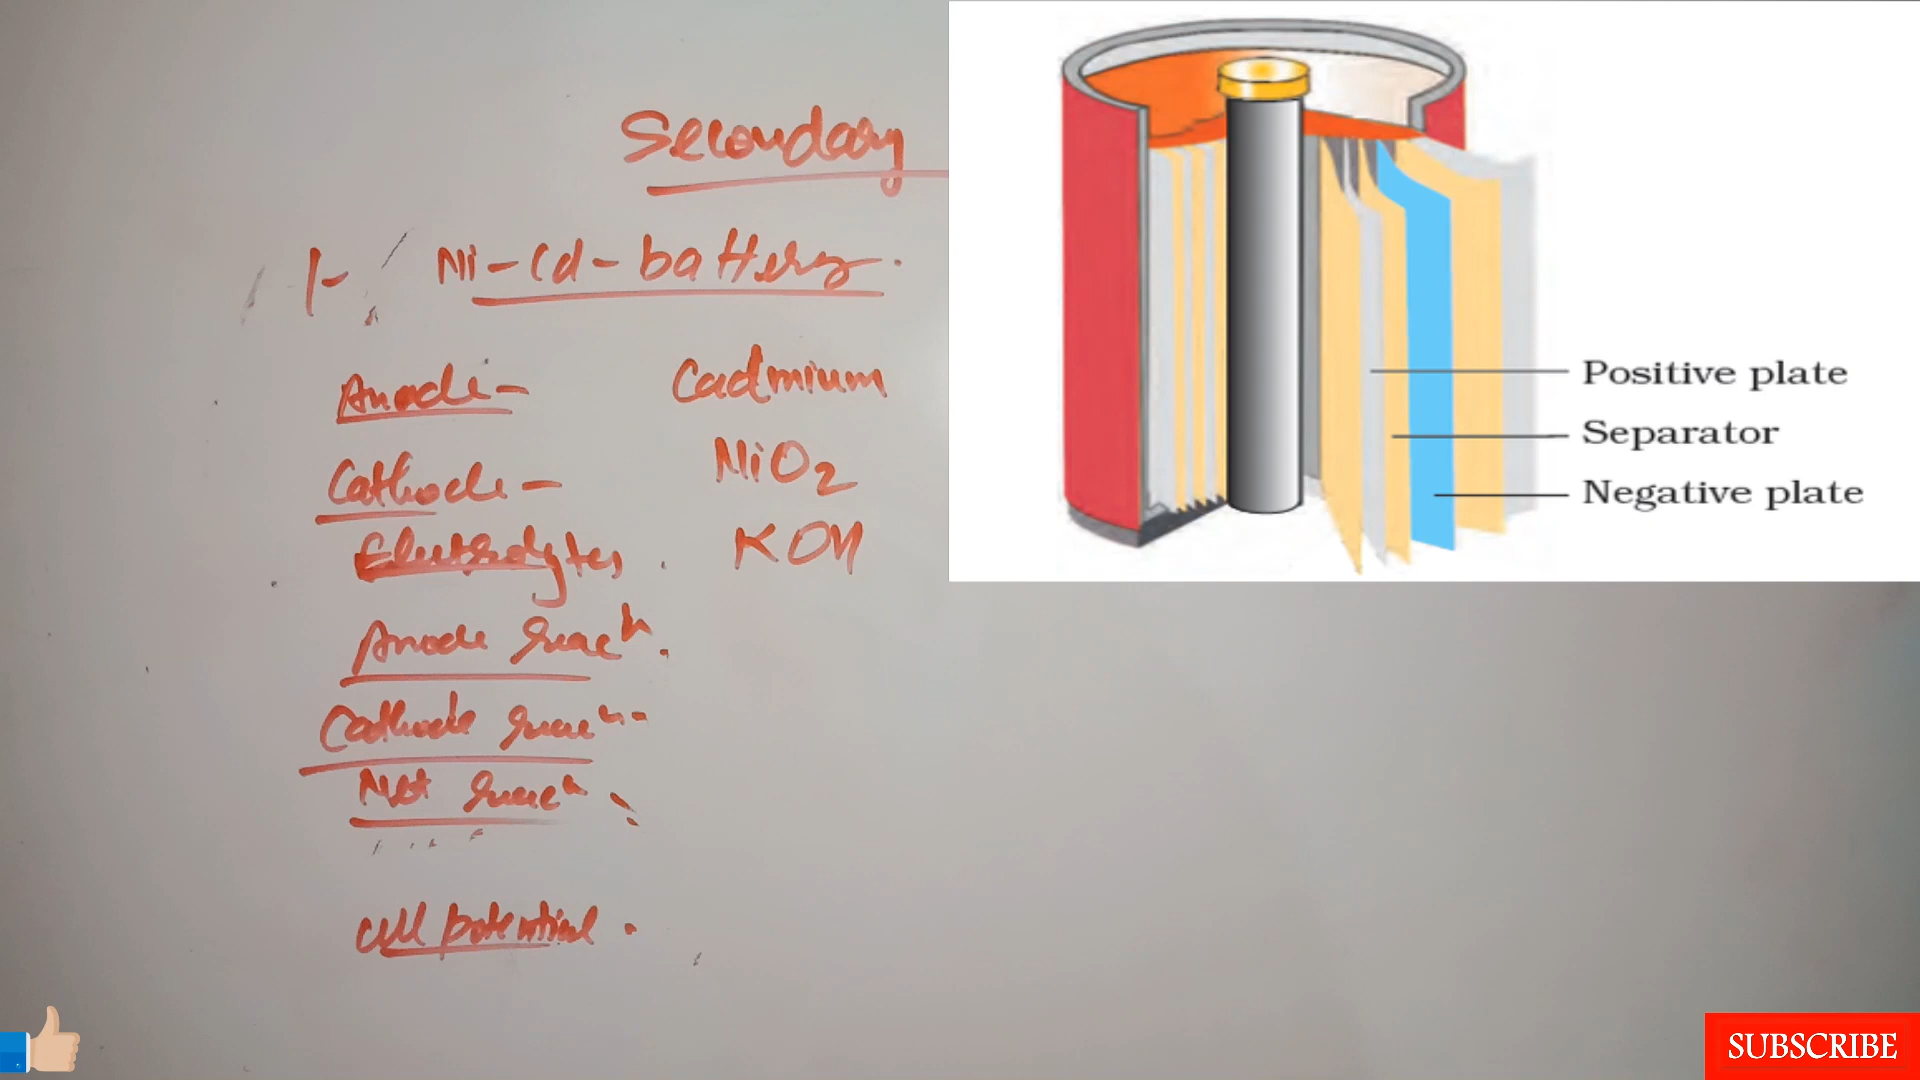 Secondary
1- Ni-Cd-battery.
Anode- Cadmium
Cathode- NiO2
Electrolytes. KOH
Anode reacn.
Cathode reacn-
Net reacn
Cell potential.
Positive plate
Separator
Negative plate
SUBSCRIBE